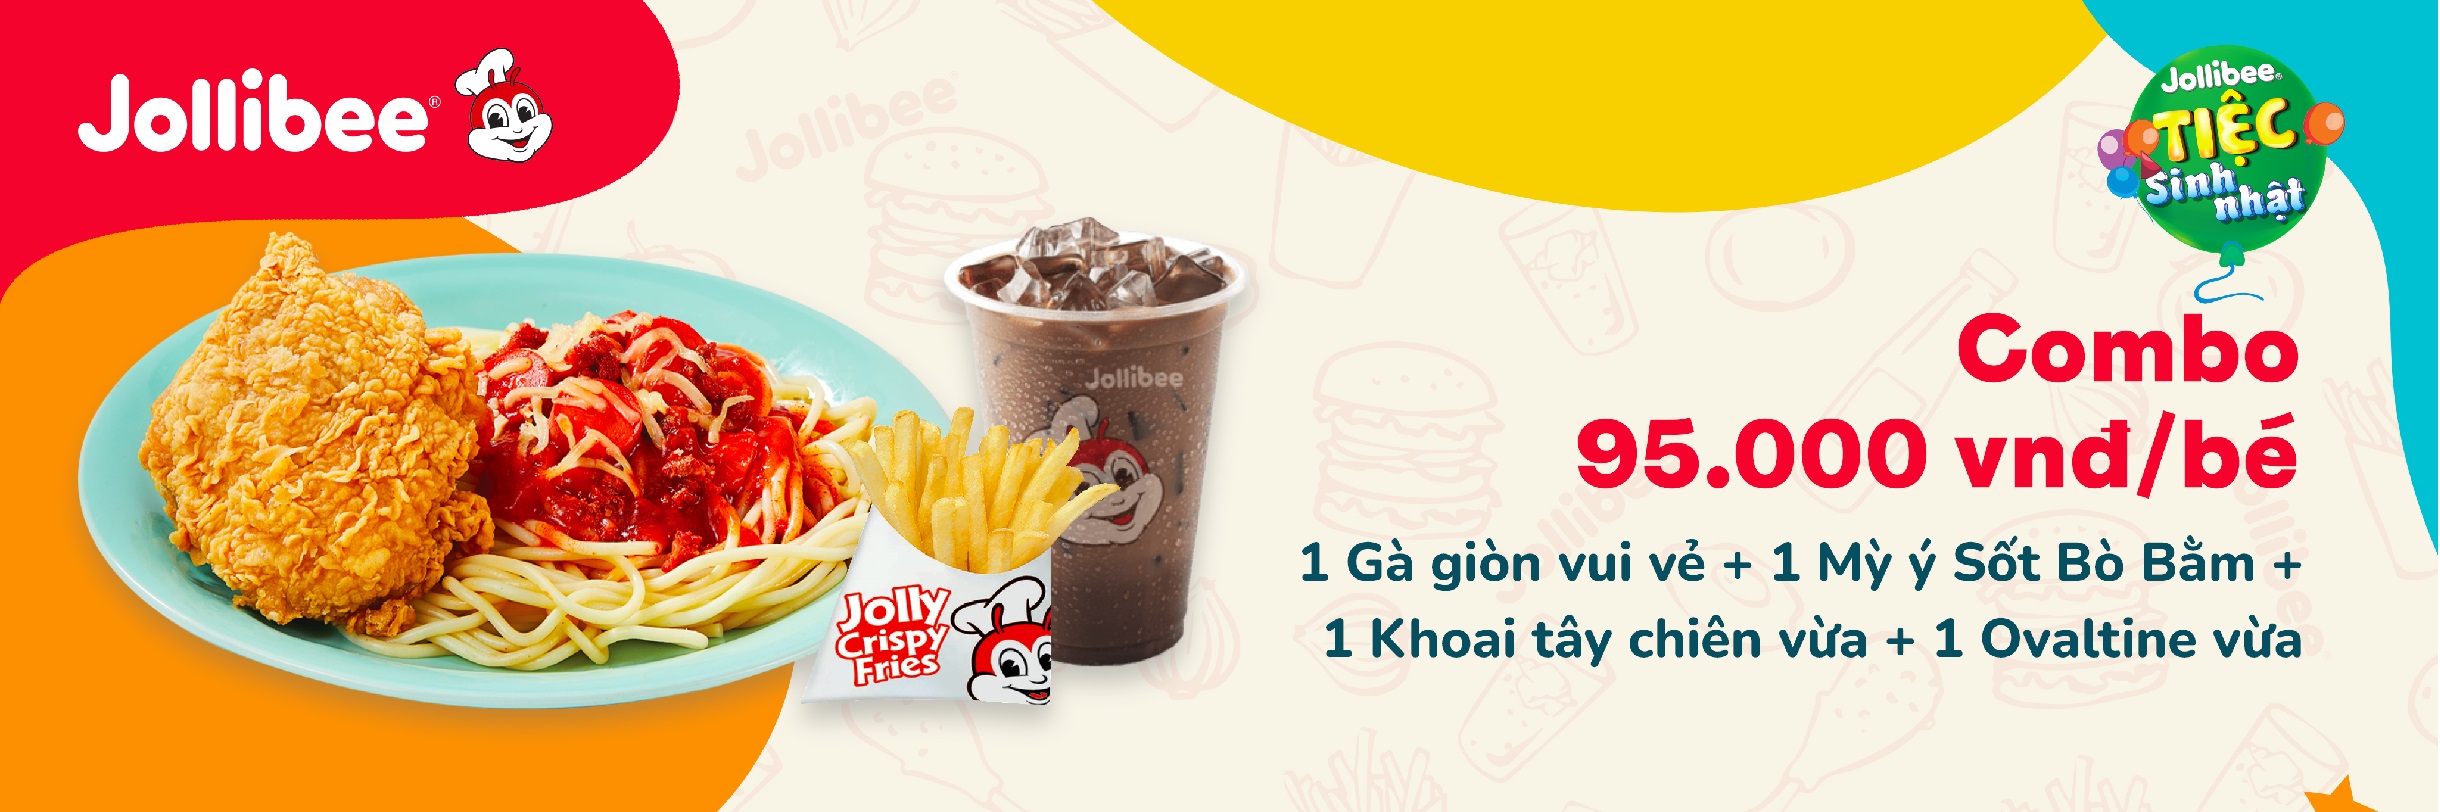 Jollibee®
Jollibee®
TIỆC
Sinh
nhật
Jollibee
Combo
95.000 vnđ/bé
1 Gà giòn vui vẻ + 1 Mỳ ý Sốt Bò Bằm +
1 Khoai tây chiên vừa + 1 Ovaltine vừa
Jollibee
Jolly
Crispy
Fries